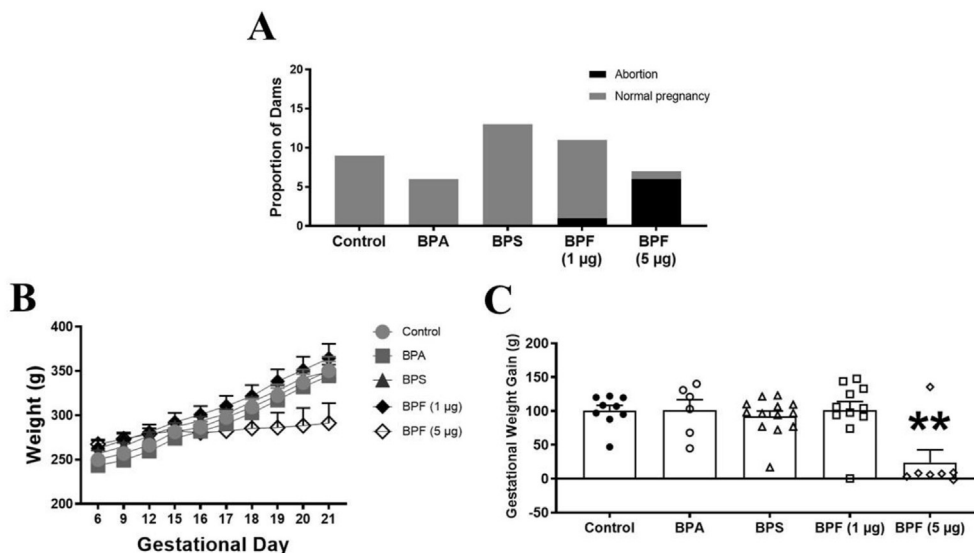 A
Proportion of Dams
20
15
10
5
0
Abortion
Normal pregnancy
Control BPA BPS BPF (1 µg) BPF (5 µg)
B
Weight (g)
400
350
300
250
200
6 9 12 15 16 17 18 19 20 21
Gestational Day
Control
BPA
BPS
BPF (1 µg)
BPF (5 µg)
C
Gestational Weight Gain (g)
200
150
100
50
0
-50
**
Control BPA BPS BPF (1 µg) BPF (5 µg)